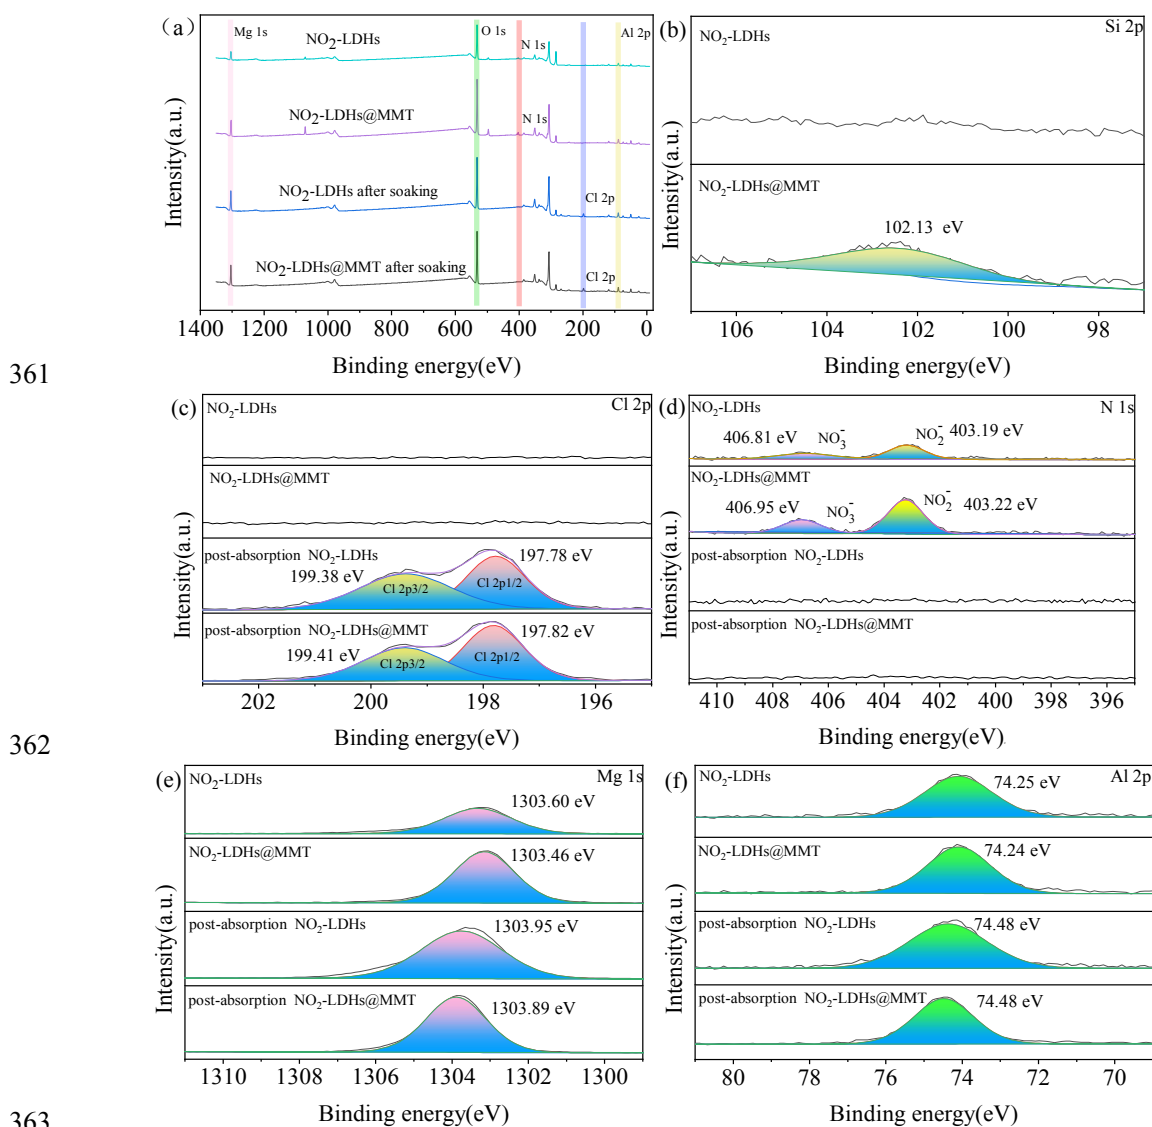 (a)
Mg 1s
O 1s
N 1s
Al 2p
NO2-LDHs
NO2-LDHs@MMT
N 1s
NO2-LDHs after soaking
Cl 2p
NO2-LDHs@MMT after soaking
Cl 2p
Intensity(a.u.)
1400 1200 1000 800 600 400 200 0
Binding energy(eV)
(b)
NO2-LDHs
Si 2p
NO2-LDHs@MMT
102.13 eV
Intensity(a.u.)
106 104 102 100 98
Binding energy(eV)
361
(c)
NO2-LDHs
Cl 2p
NO2-LDHs@MMT
post-absorption NO2-LDHs
197.78 eV
199.38 eV
Cl 2p3/2
Cl 2p1/2
post-absorption NO2-LDHs@MMT
197.82 eV
199.41 eV
Cl 2p3/2
Cl 2p1/2
Intensity(a.u.)
202 200 198 196
Binding energy(eV)
(d)
NO2-LDHs
N 1s
406.81 eV
NO3-
NO2-
403.19 eV
NO2-LDHs@MMT
406.95 eV
NO3-
NO2-
403.22 eV
post-absorption NO2-LDHs
post-absorption NO2-LDHs@MMT
Intensity(a.u.)
410 408 406 404 402 400 398 396
Binding energy(eV)
362
(e)
NO2-LDHs
Mg 1s
1303.60 eV
NO2-LDHs@MMT
1303.46 eV
post-absorption NO2-LDHs
1303.95 eV
post-absorption NO2-LDHs@MMT
1303.89 eV
Intensity(a.u.)
1310 1308 1306 1304 1302 1300
Binding energy(eV)
(f)
NO2-LDHs
Al 2p
74.25 eV
NO2-LDHs@MMT
74.24 eV
post-absorption NO2-LDHs
74.48 eV
post-absorption NO2-LDHs@MMT
74.48 eV
Intensity(a.u.)
80 78 76 74 72 70
Binding energy(eV)
363